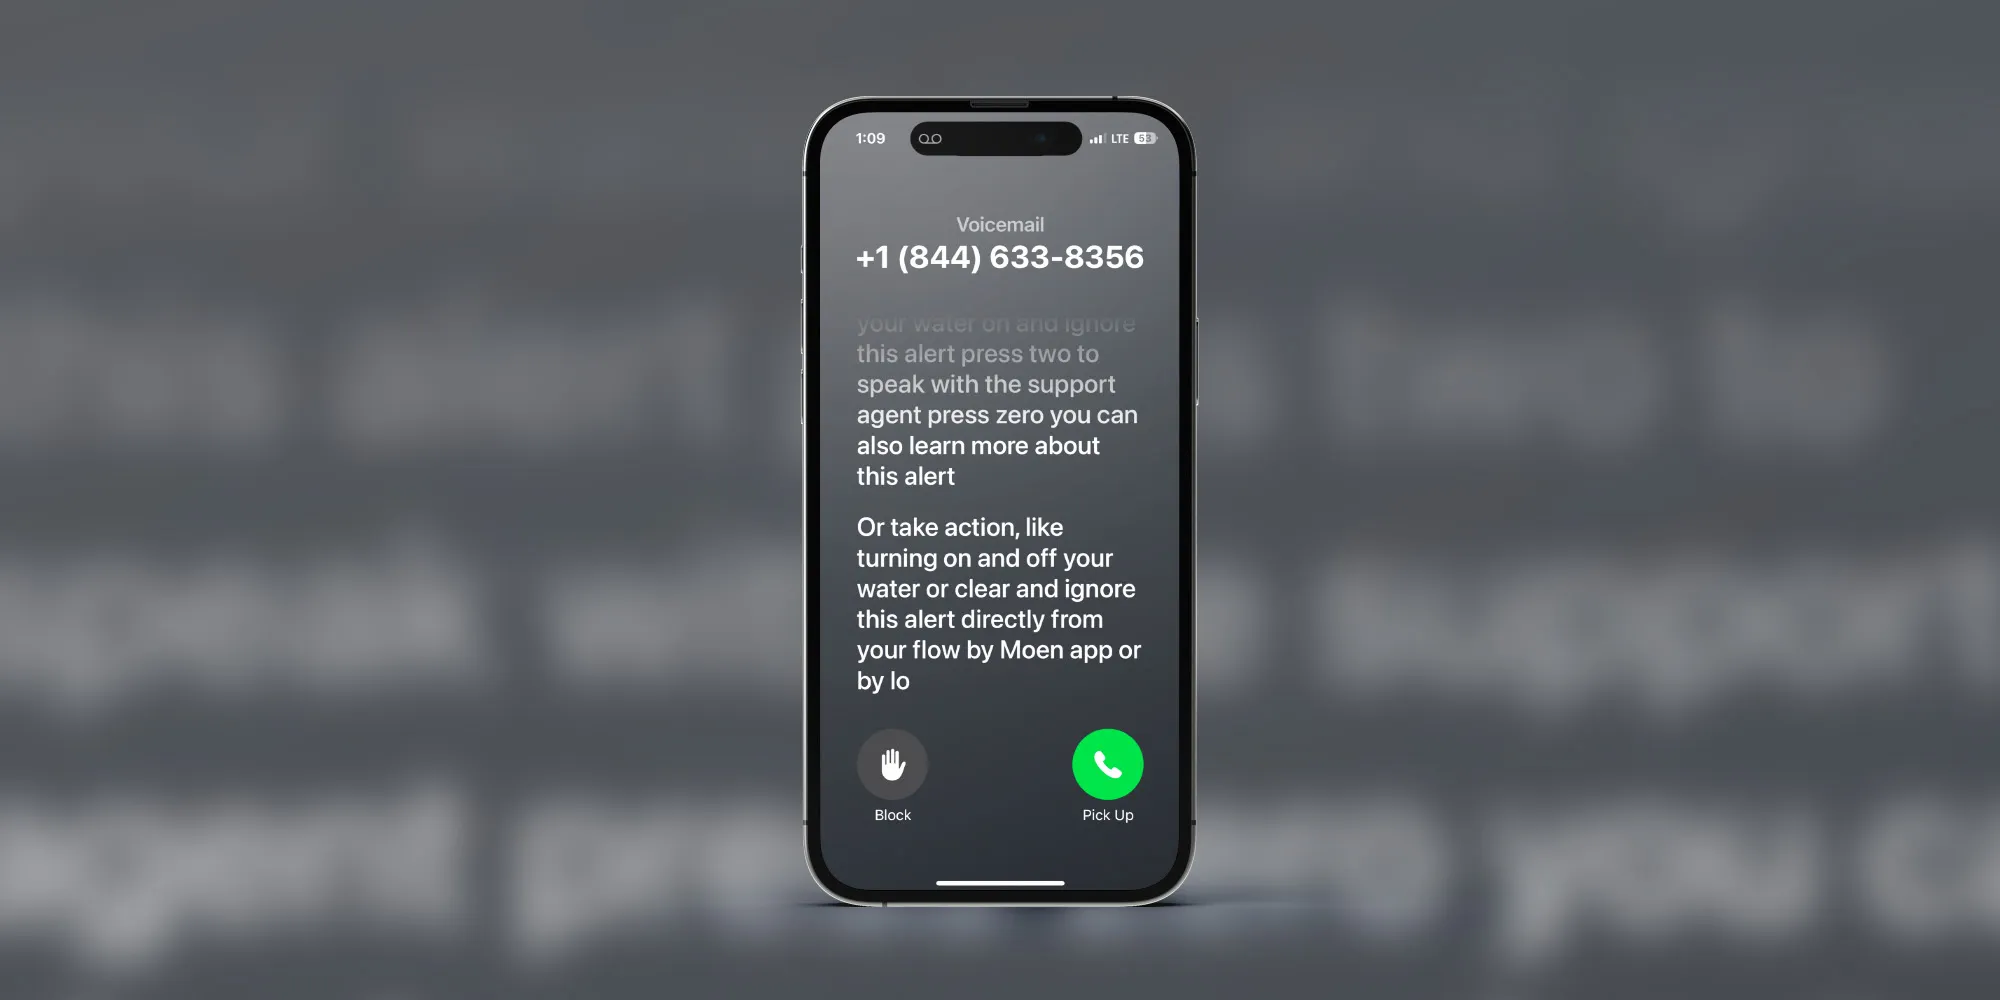 1:09
LTE 53
Voicemail
+1 (844) 633-8356
your water on and ignore
this alert press two to
speak with the support
agent press zero you can
also learn more about
this alert
Or take action, like
turning on and off your
water or clear and ignore
this alert directly from
your flow by Moen app or
by lo
Block
Pick Up